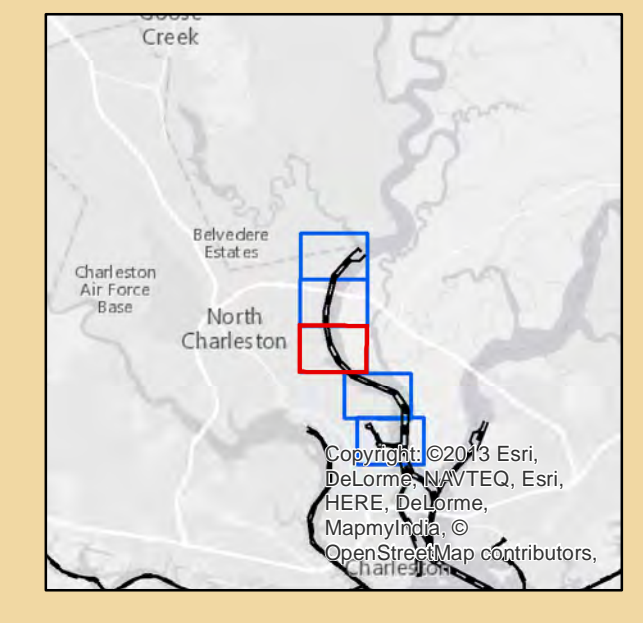 Goose
Creek
Belvedere
Estates
Charleston
Air Force
Base
North
Charleston
Copyright: ©2013 Esri,
DeLorme, NAVTEQ, Esri,
HERE, DeLorme,
MapmyIndia, ©
OpenStreetMap contributors,
Charleston